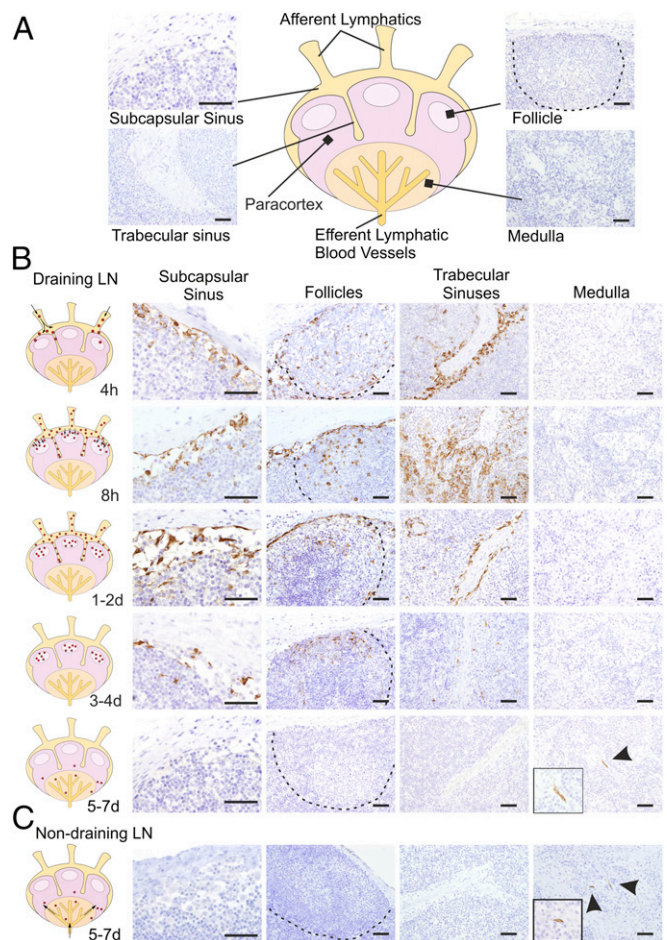 A
Afferent Lymphatics
Subcapsular Sinus
Follicle
Paracortex
Trabecular sinus
Efferent Lymphatic
Blood Vessels
Medulla
B
Draining LN
Subcapsular
Sinus
Follicles
Trabecular
Sinuses
Medulla
4h
8h
1-2d
3-4d
5-7d
C
Non-draining LN
5-7d